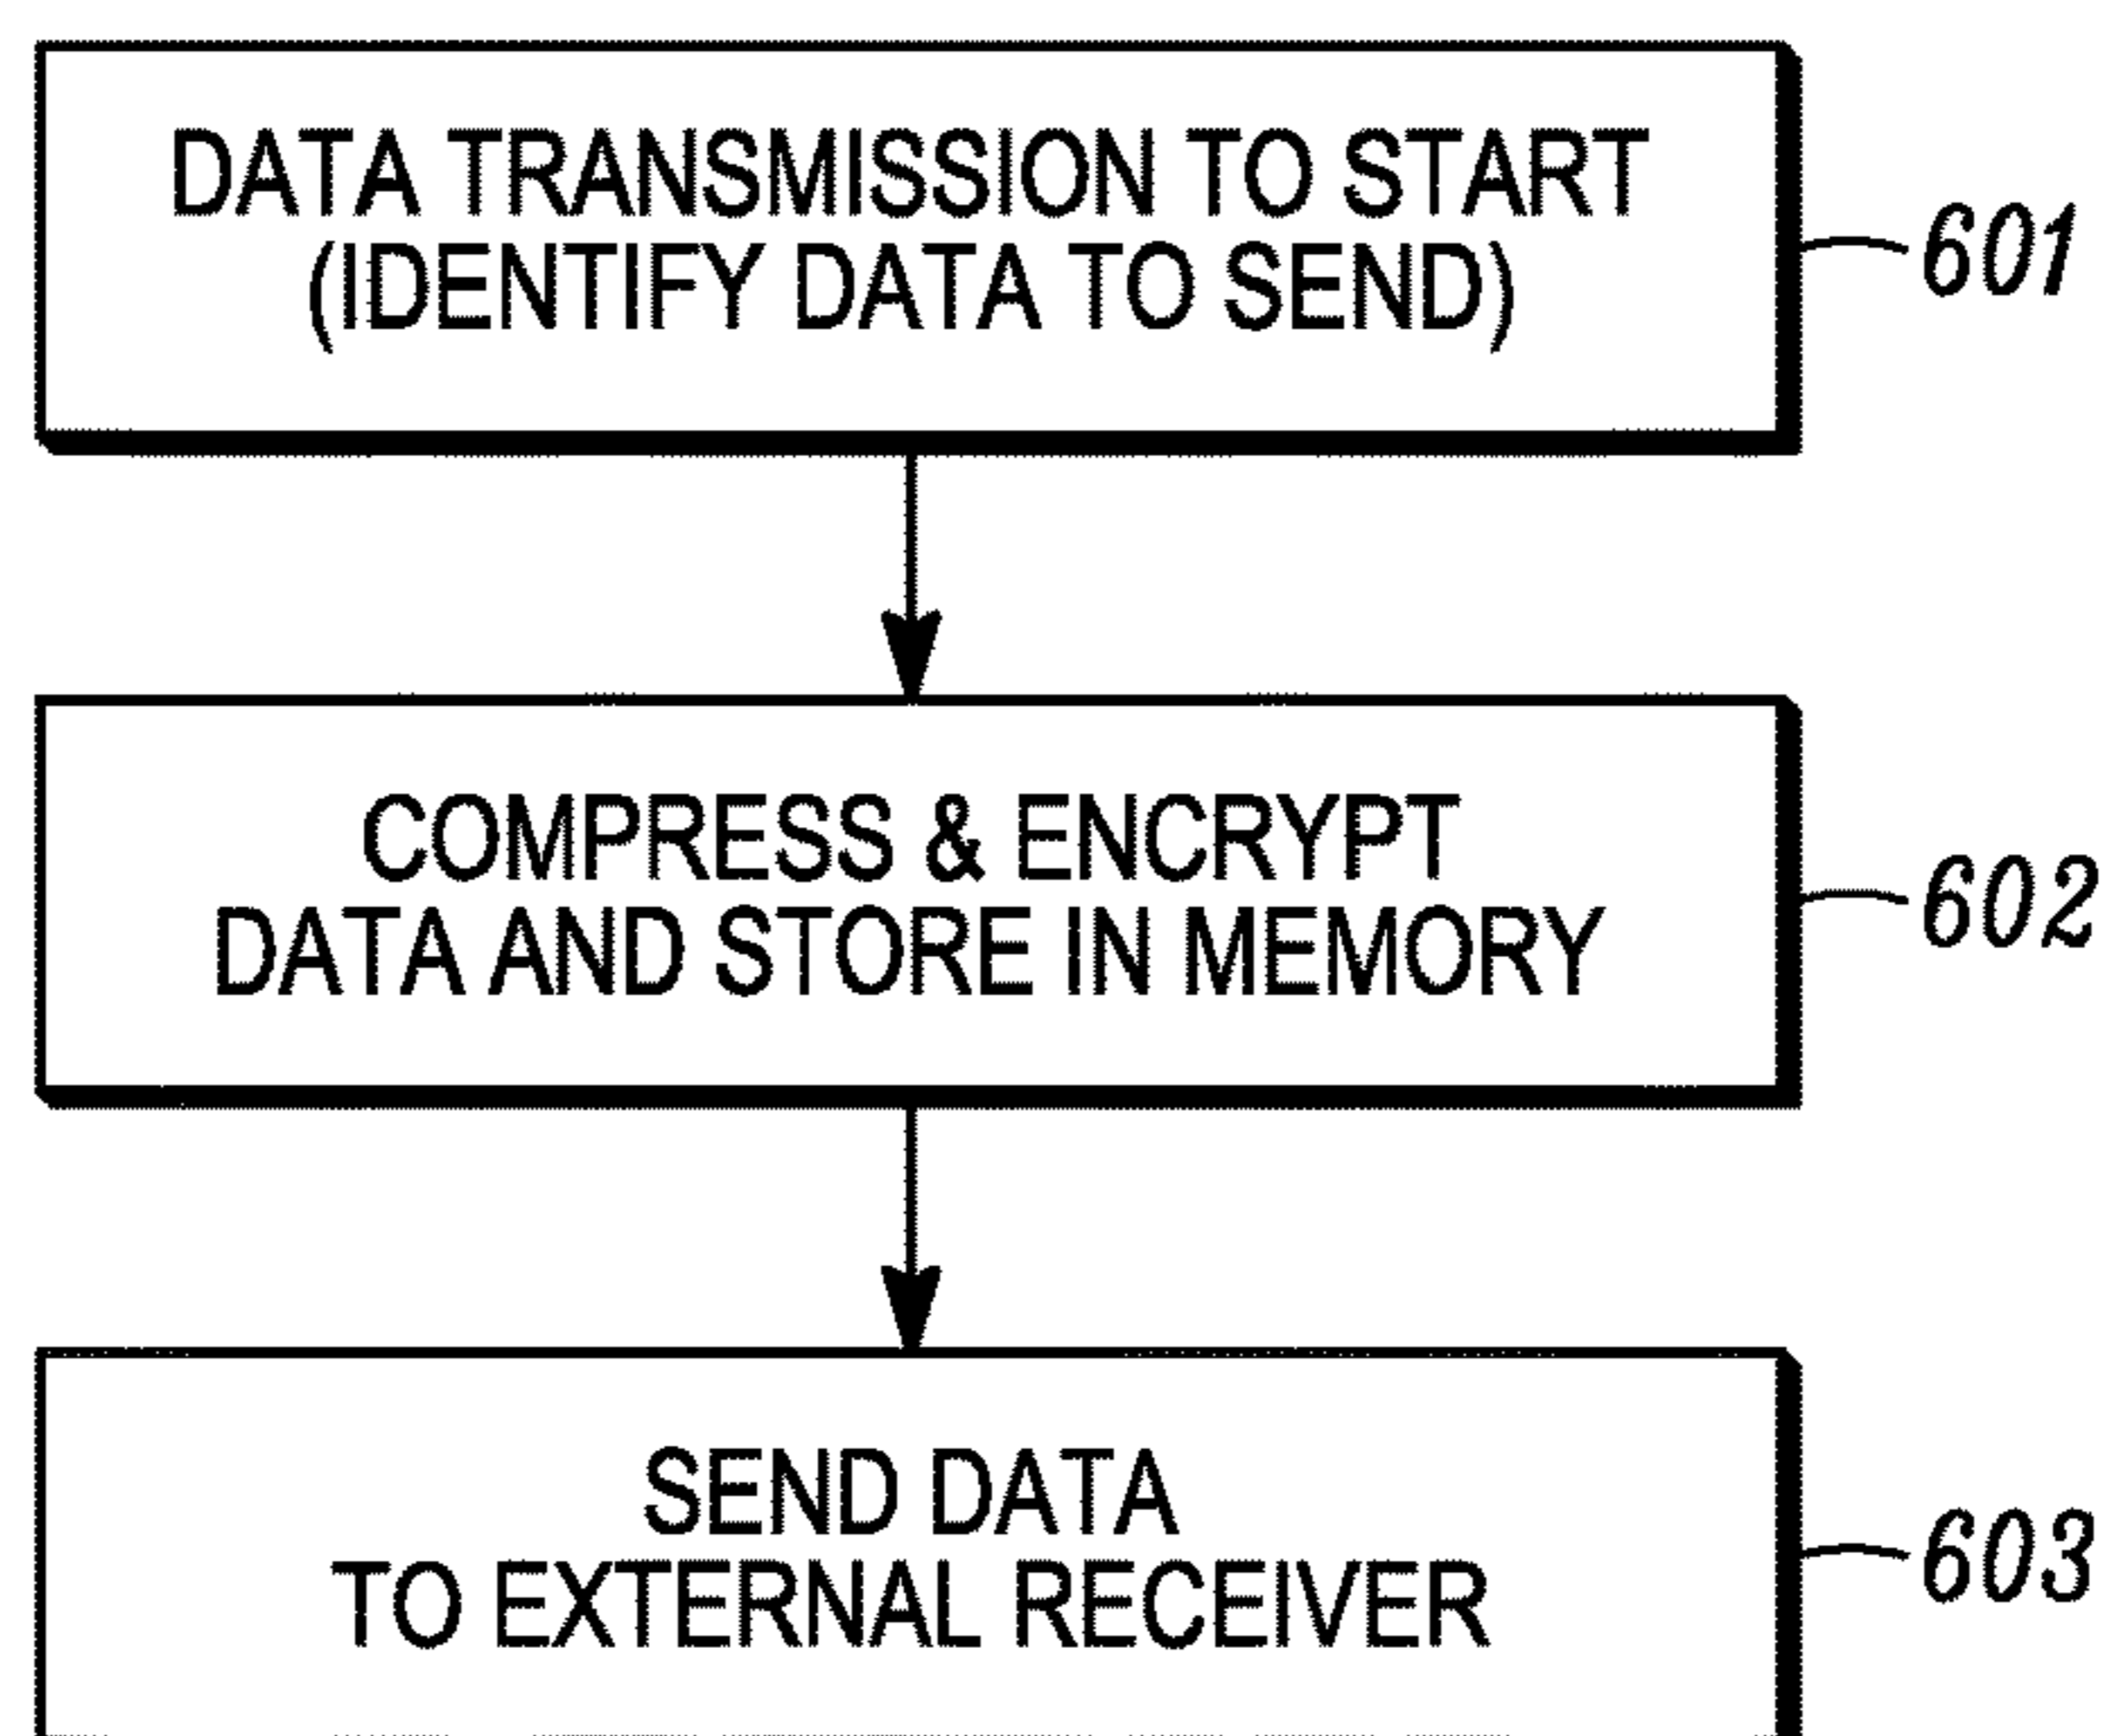 DATA TRANSMISSION TO START
(IDENTIFY DATA TO SEND)
601
COMPRESS & ENCRYPT
DATA AND STORE IN MEMORY
602
SEND DATA
TO EXTERNAL RECEIVER
603